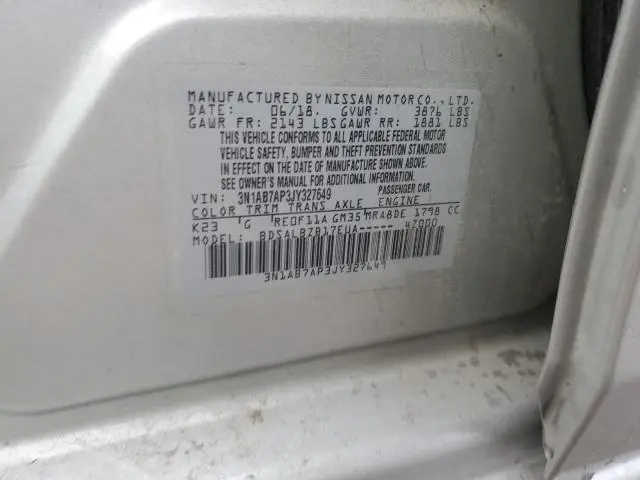 MANUFACTURED BY NISSAN MOTOR CO., LTD.
DATE: 06/18. GVWR: 3876 LBS
GAWR FR: 2143 LBS GAWR RR: 1881 LBS
THIS VEHICLE CONFORMS TO ALL APPLICABLE FEDERAL MOTOR
VEHICLE SAFETY, BUMPER AND THEFT PREVENTION STANDARDS
IN EFFECT ON THE DATE OF MANUFACTURE SHOWN ABOVE.
SEE OWNER'S MANUAL FOR ADDITIONAL INFORMATION.
VIN: 3N1AB7AP3JY327649 PASSENGER CAR.
COLOR TRIM TRANS AXLE ENGINE
K23 G RE0F11A GM35 MRA8DE 1798 CC
MODEL: BDSALBZB17EUA----- 47000
3N1AB7AP3JY327649